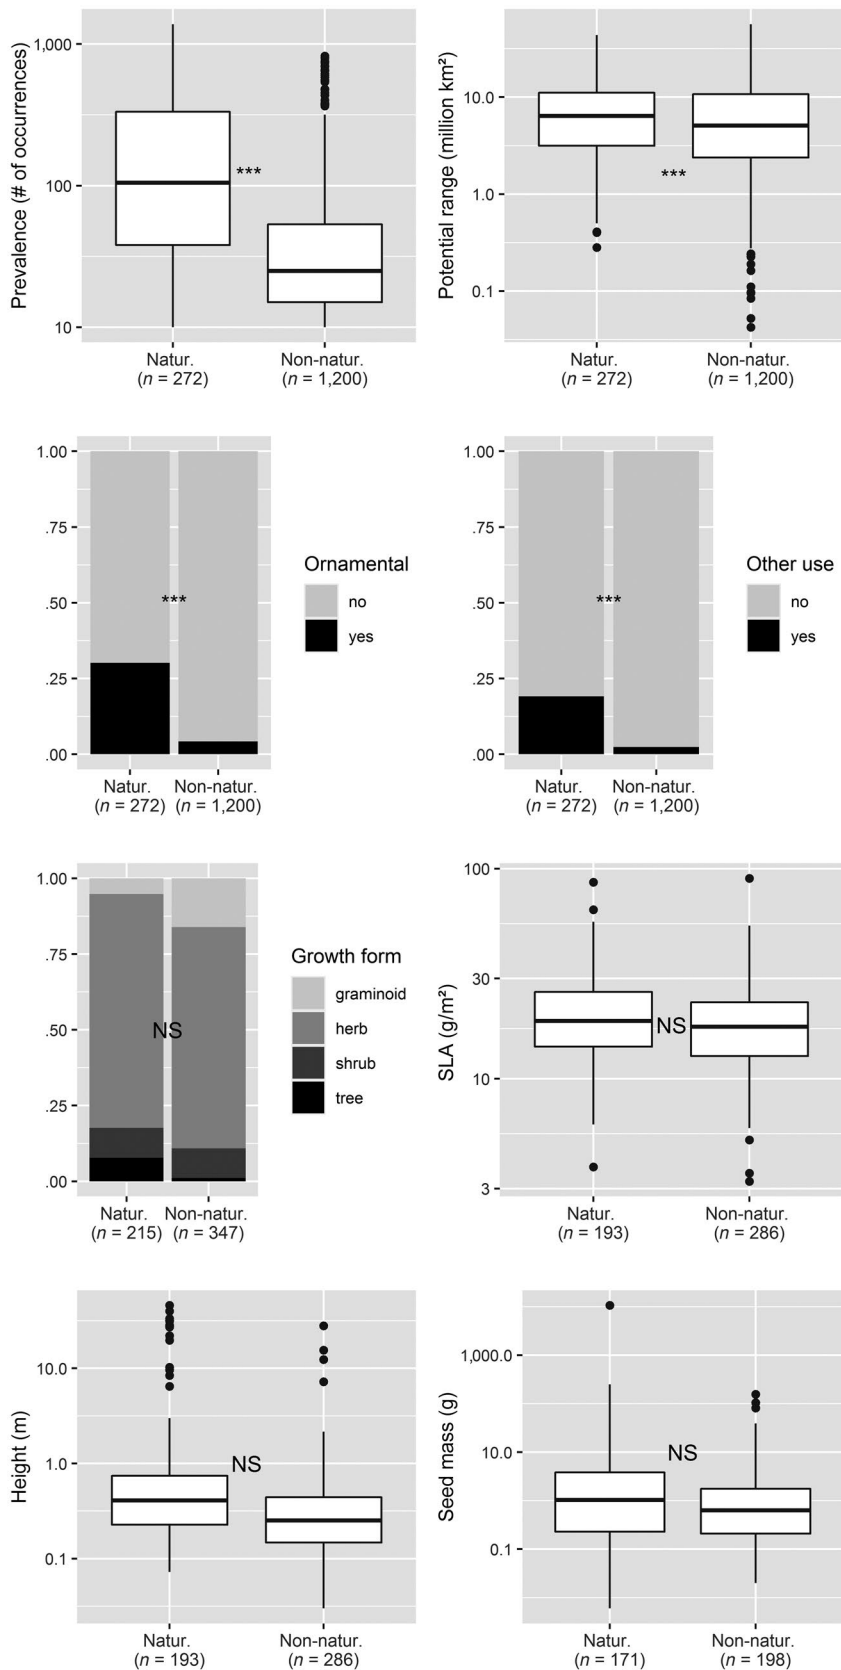 Prevalence (# of occurrences)
1,000
100
10
***
Natur.
(n = 272)
Non-natur.
(n = 1,200)
Potential range (million km²)
10.0
1.0
0.1
***
Natur.
(n = 272)
Non-natur.
(n = 1,200)
1.00
.75
.50
.25
.00
***
Natur.
(n = 272)
Non-natur.
(n = 1,200)
Ornamental
no
yes
1.00
.75
.50
.25
.00
***
Natur.
(n = 272)
Non-natur.
(n = 1,200)
Other use
no
yes
1.00
.75
.50
.25
.00
NS
Natur.
(n = 215)
Non-natur.
(n = 347)
Growth form
graminoid
herb
shrub
tree
SLA (g/m²)
100
30
10
3
NS
Natur.
(n = 193)
Non-natur.
(n = 286)
Height (m)
10.0
1.0
0.1
NS
Natur.
(n = 193)
Non-natur.
(n = 286)
Seed mass (g)
1,000.0
10.0
0.1
NS
Natur.
(n = 171)
Non-natur.
(n = 198)